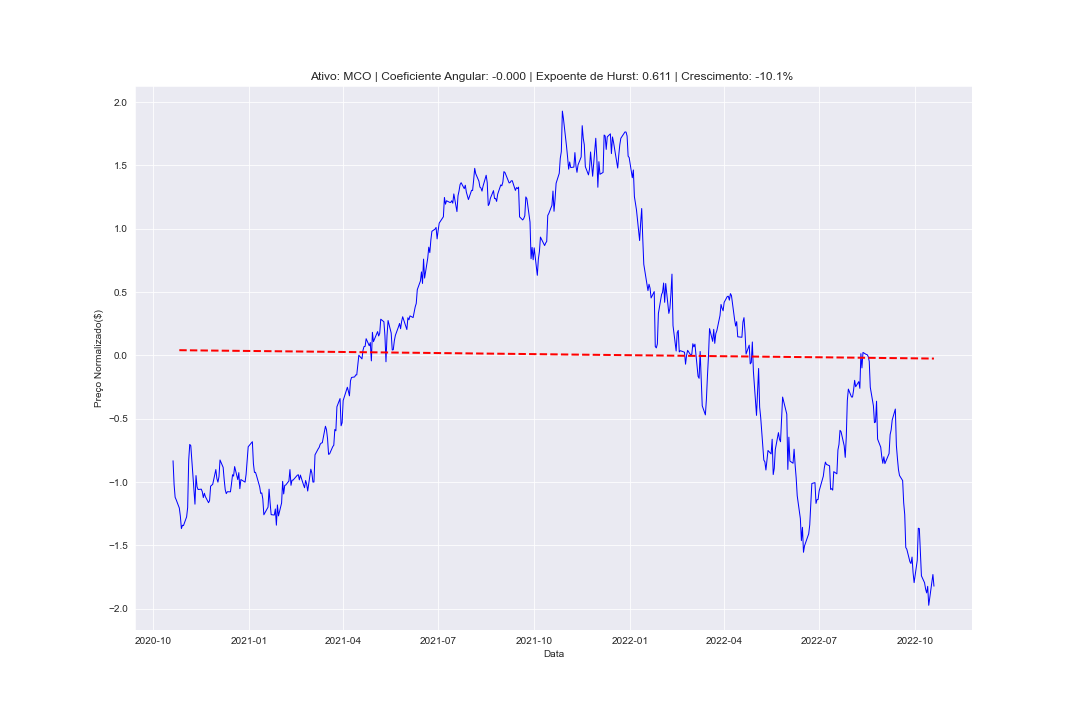 Ativo: MCO | Coeficiente Angular: -0.000 | Expoente de Hurst: 0.611 | Crescimento: -10.1%
Preço Normalizado($)
2.0
1.5
1.0
0.5
0.0
−0.5
−1.0
−1.5
−2.0
2020-10 2021-01 2021-04 2021-07 2021-10 2022-01 2022-04 2022-07 2022-10
Data